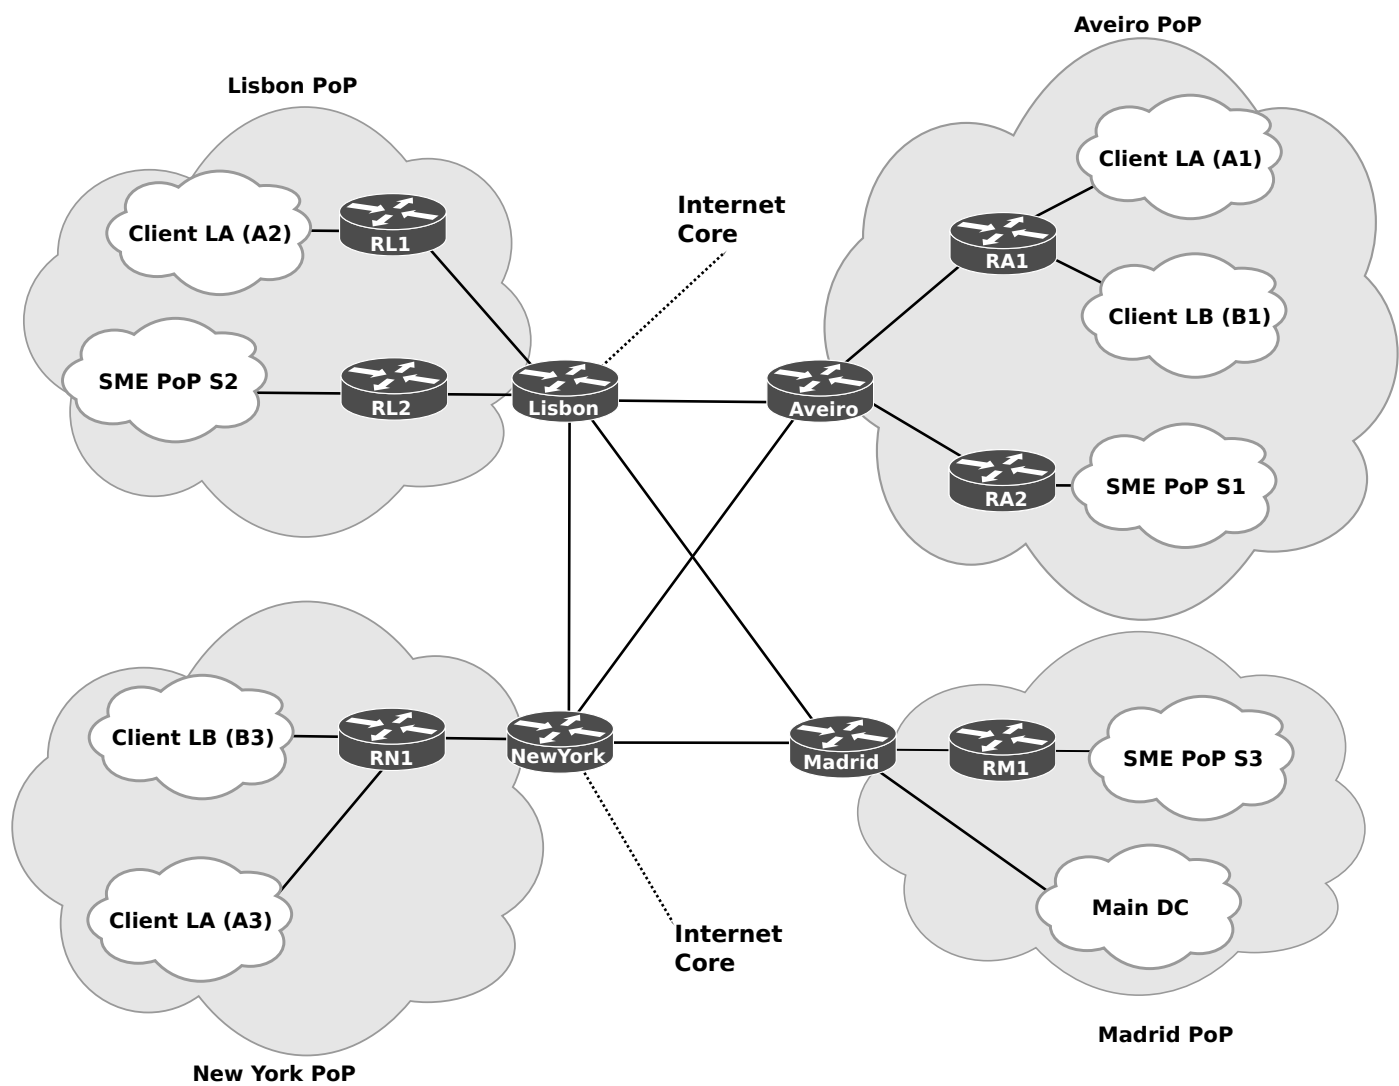 Aveiro PoP
Lisbon PoP
Client LA (A1)
Internet
Core
Client LA (A2)
RL1
RA1
Client LB (B1)
SME PoP S2
RL2
Lisbon
Aveiro
RA2
SME PoP S1
Client LB (B3)
RN1
NewYork
Madrid
RM1
SME PoP S3
Client LA (A3)
Main DC
Internet
Core
Madrid PoP
New York PoP